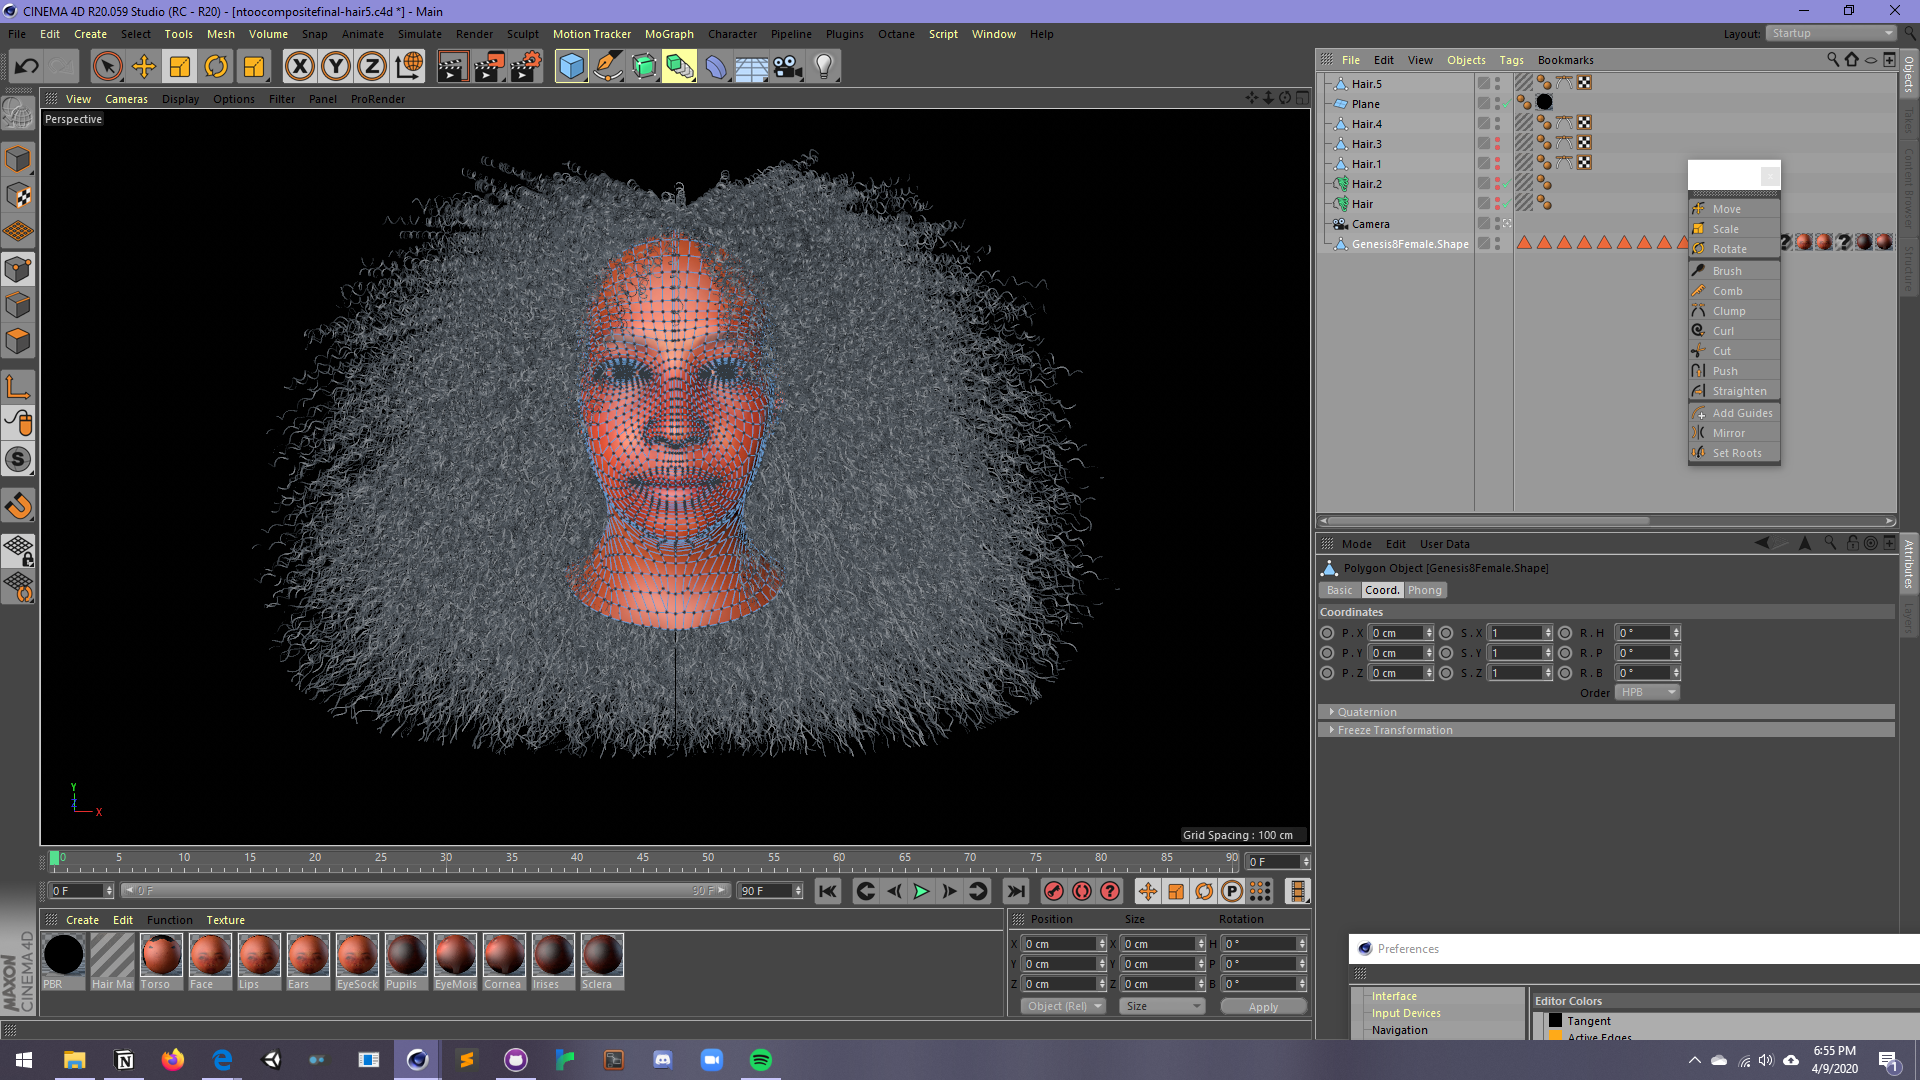 CINEMA 4D R20.059 Studio (RC - R20) - [ntoocompositefinal-hair5.c4d *] - Main
File Edit Create Select Tools Mesh Volume Snap Animate Simulate Render Sculpt Motion Tracker MoGraph Character Pipeline Plugins Octane Script Window Help
Layout: Startup
View Cameras Display Options Filter Panel ProRender
Perspective
Grid Spacing : 100 cm
Y
X
File Edit View Objects Tags Bookmarks
Hair.5
Plane
Hair.4
Hair.3
Hair.1
Hair.2
Hair
Camera
Genesis8Female.Shape
Move
Scale
Rotate
Brush
Comb
Clump
Curl
Cut
Push
Straighten
Add Guides
Mirror
Set Roots
Objects
Takes
Content Browser
Structure
Mode Edit User Data
Polygon Object [Genesis8Female.Shape]
Basic Coord. Phong
Coordinates
P . X 0 cm S . X 1 R . H 0 °
P . Y 0 cm S . Y 1 R . P 0 °
P . Z 0 cm S . Z 1 R . B 0 °
Order HPB
Quaternion
Freeze Transformation
Attributes
Layers
0 5 10 15 20 25 30 35 40 45 50 55 60 65 70 75 80 85 90 0 F
0 F 0 F 90 F 90 F
Create Edit Function Texture
PBR Hair Ma Torso Face Lips Ears EyeSock Pupils EyeMois Cornea Irises Sclera
MAXON CINEMA 4D
Position Size Rotation
X 0 cm X 0 cm H 0 °
Y 0 cm Y 0 cm P 0 °
Z 0 cm Z 0 cm B 0 °
Object (Rel) Size Apply
Preferences
Interface
Input Devices
Navigation
Editor Colors
Tangent
Active Edges
6:55 PM
4/9/2020
1